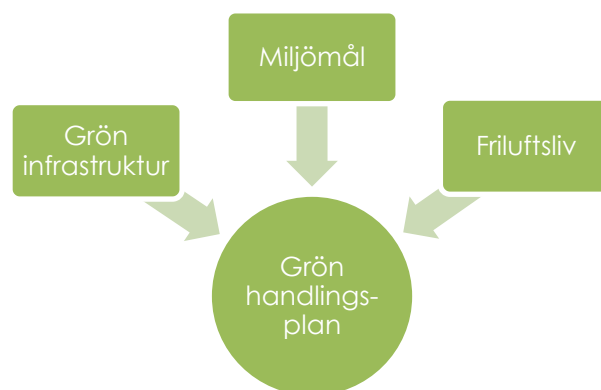 Miljömål
Grön
infrastruktur
Friluftsliv
Grön
handlings-
plan